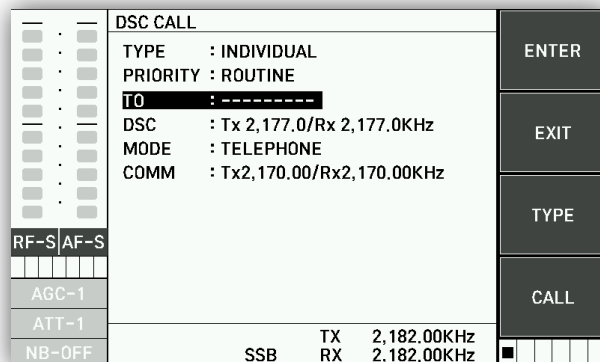 DSC CALL
TYPE : INDIVIDUAL
PRIORITY : ROUTINE
TO : ---------
DSC : Tx 2,177.0/Rx 2,177.0KHz
MODE : TELEPHONE
COMM : Tx2,170.00/Rx2,170.00KHz
ENTER
EXIT
TYPE
CALL
RF-S AF-S
AGC-1
ATT-1
NB-OFF
TX 2,182.00KHz
SSB RX 2,182.00KHz